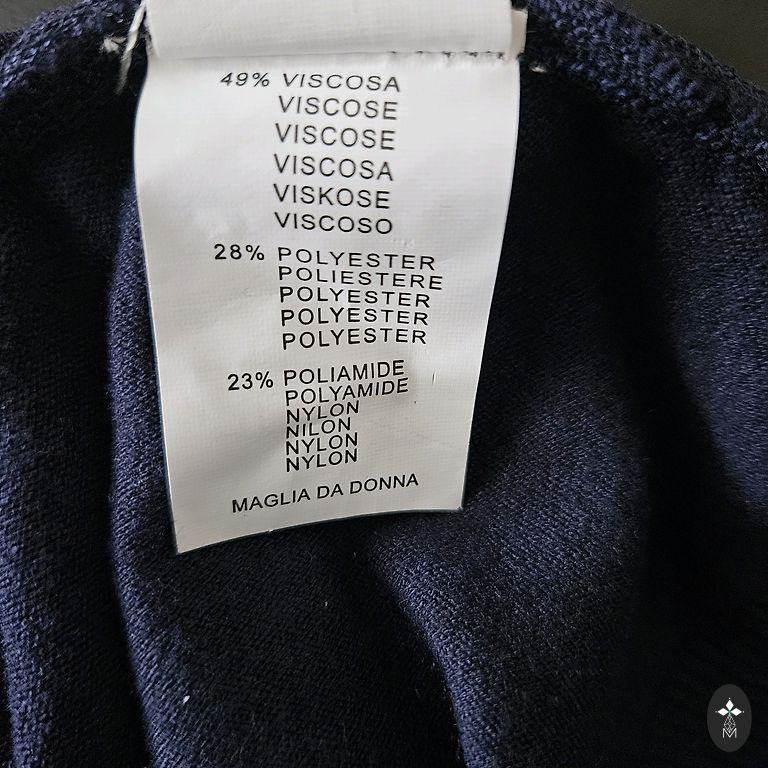 49% VISCOSA
VISCOSE
VISCOSE
VISCOSA
VISKOSE
VISCOSO
28% POLYESTER
POLIESTERE
POLYESTER
POLYESTER
POLYESTER
23% POLIAMIDE
POLYAMIDE
NYLON
NILON
NYLON
NYLON
MAGLIA DA DONNA
M